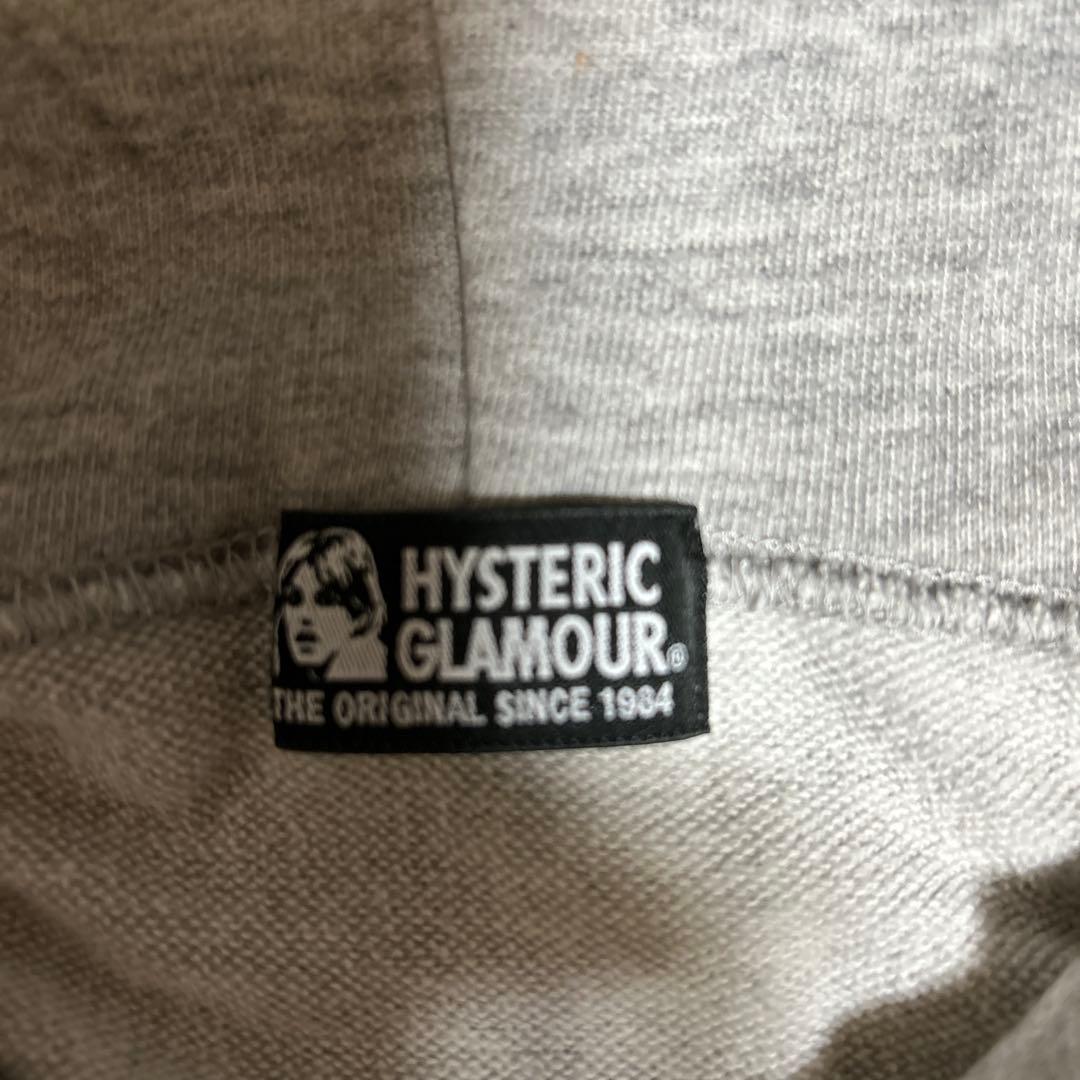 HYSTERIC
GLAMOUR®
THE ORIGINAL SINCE 1984